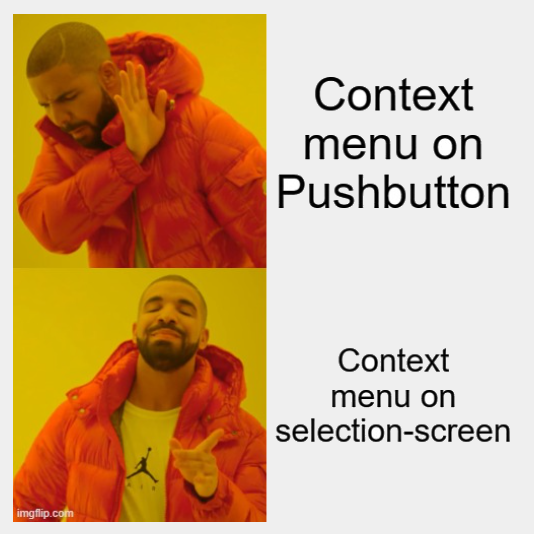 Context
menu on
Pushbutton
Context
menu on
selection-screen
imgflip.com